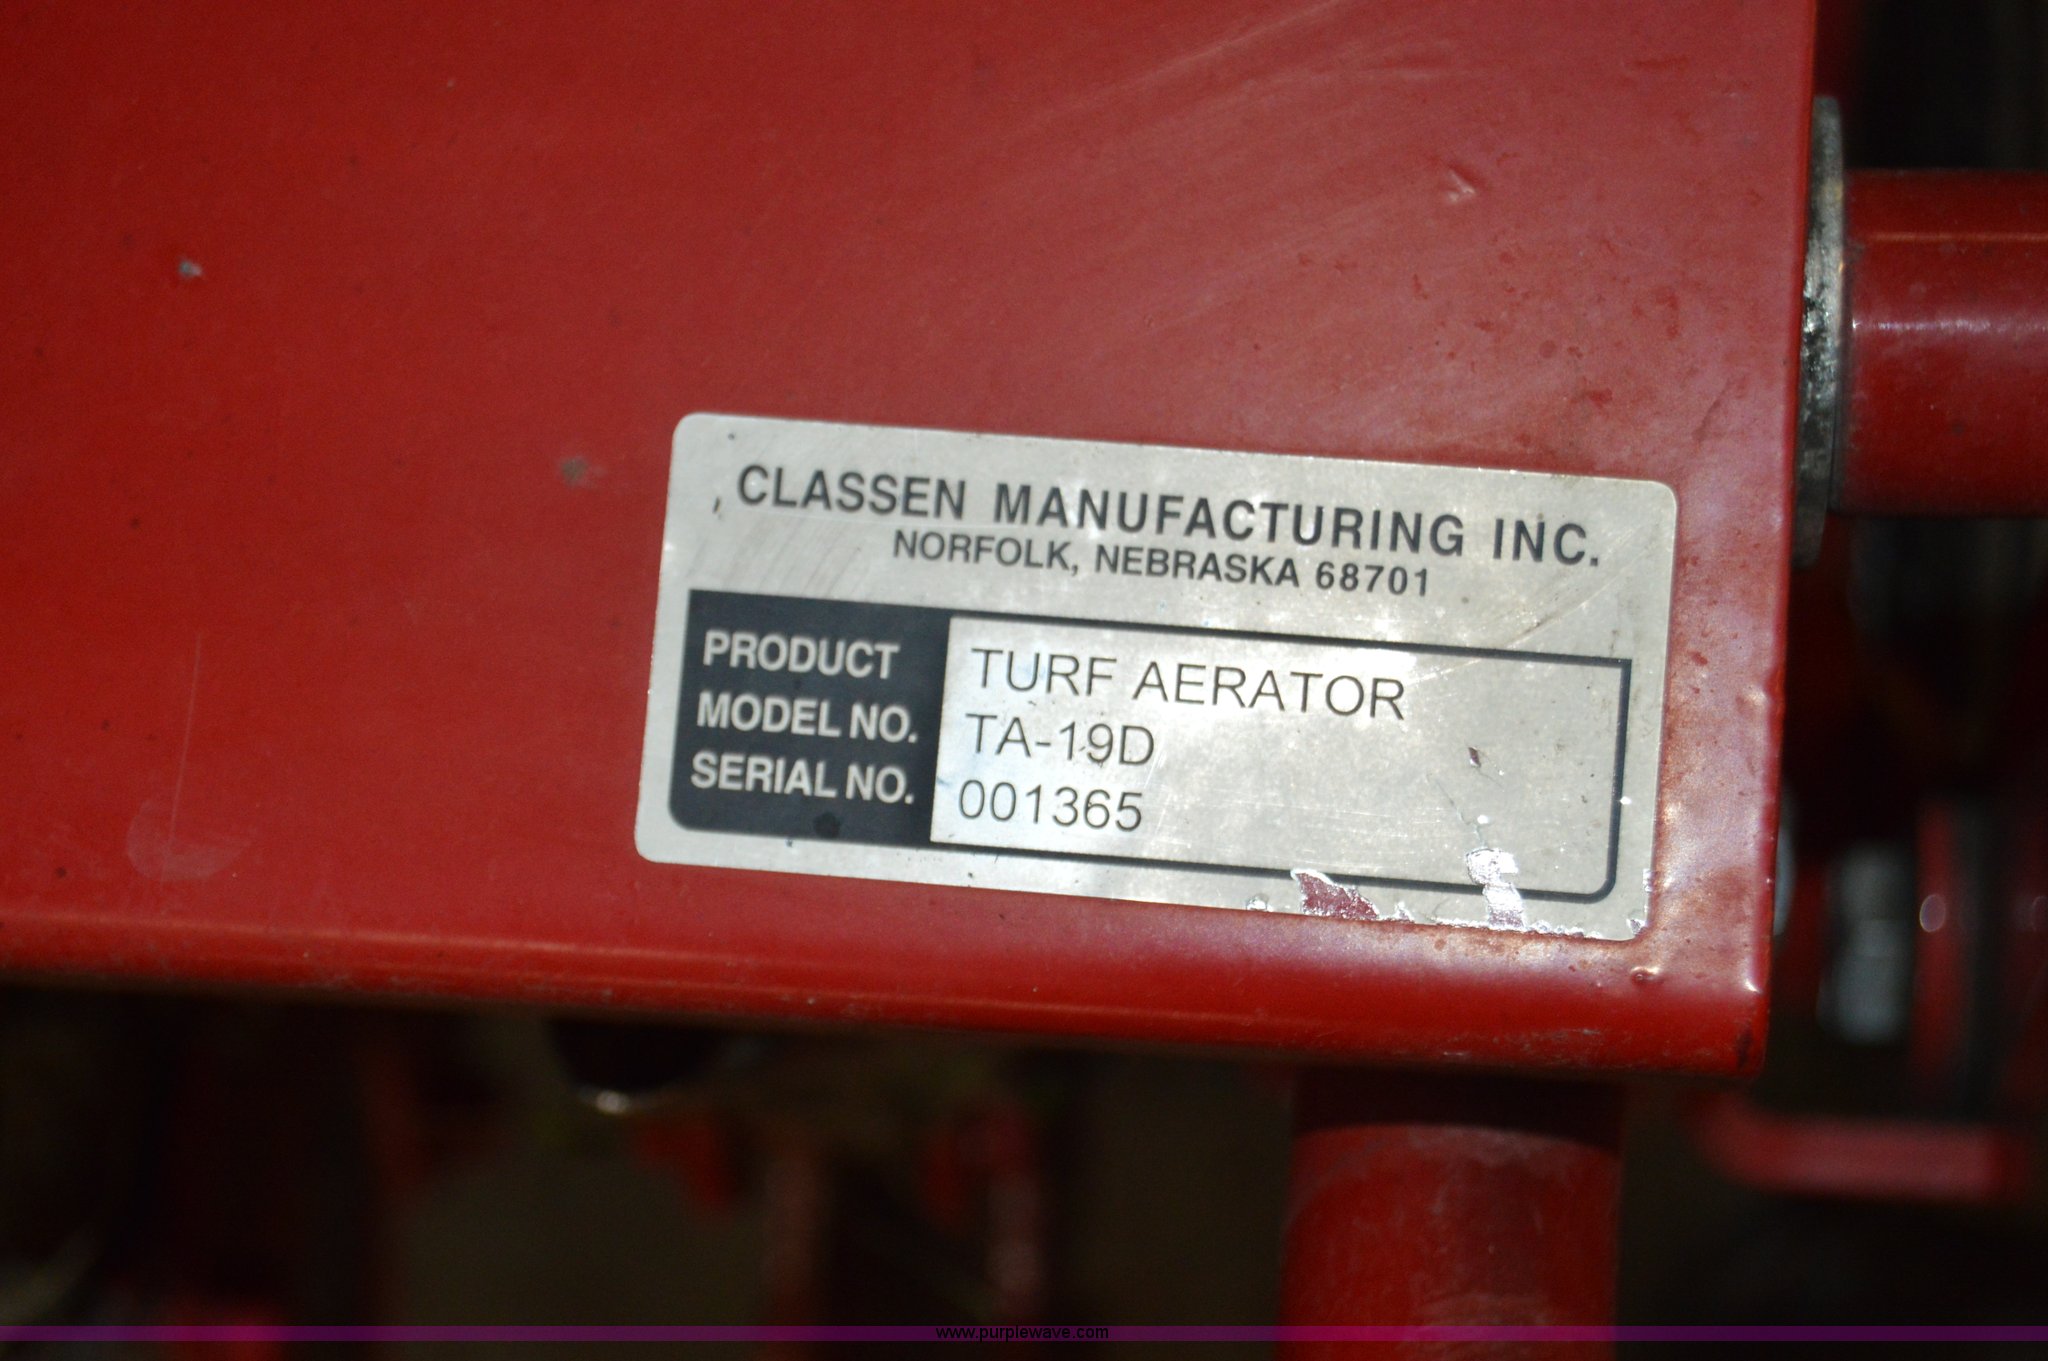 CLASSEN MANUFACTURING INC.
NORFOLK, NEBRASKA 68701
PRODUCT TURF AERATOR
MODEL NO. TA-19D
SERIAL NO. 001365
www.purplewave.com